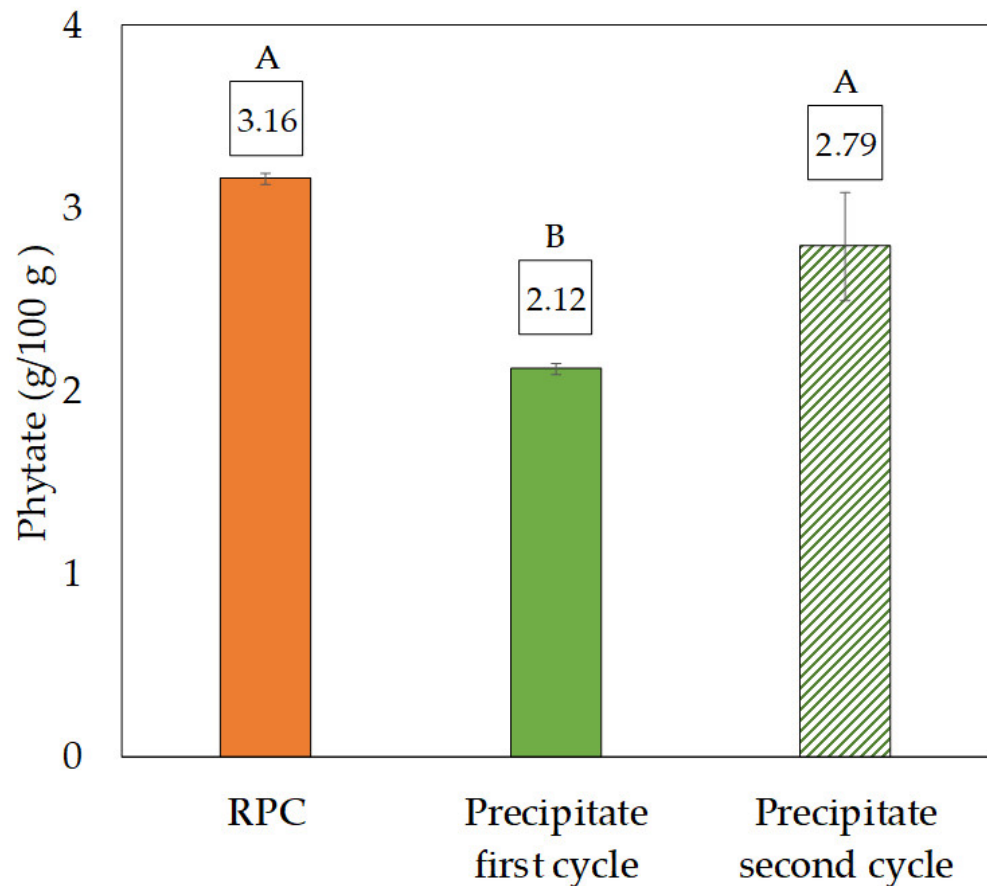 4
A
A
3.16
2.79
3
B
2.12
Phytate (g/100 g )
2
1
0
RPC
Precipitate
first cycle
Precipitate
second cycle